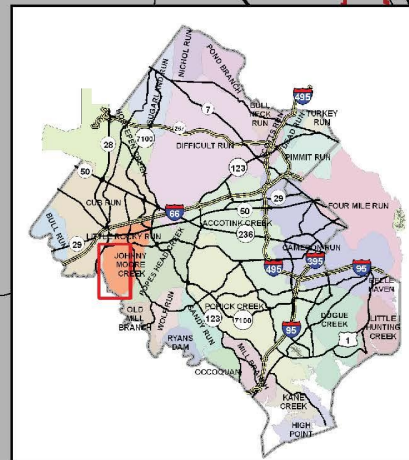 NICHOL RUN
POND BRANCH
SUGARLAND RUN
HORSEPEN CREEK
495
7
BULL NECK RUN
SCOTTS RUN
DEAD RUN
TURKEY RUN
7100
267
28
DIFFICULT RUN
PIMMIT RUN
123
50
29
CUB RUN
66
50
FOUR MILE RUN
ACCOTINK CREEK
236
BULL RUN
29
LITTLE ROCKY RUN
CAMERON RUN
JOHNNY MOORE CREEK
POPES HEAD CREEK
495
395
95
BELLE HAVEN
OLD MILL BRANCH
WOLF RUN
SANDY RUN
POHICK CREEK
123
7100
DOGUE CREEK
LITTLE HUNTING CREEK
95
1
RYANS DAM
MILL BRANCH
OCCOQUAN
KANE CREEK
HIGH POINT